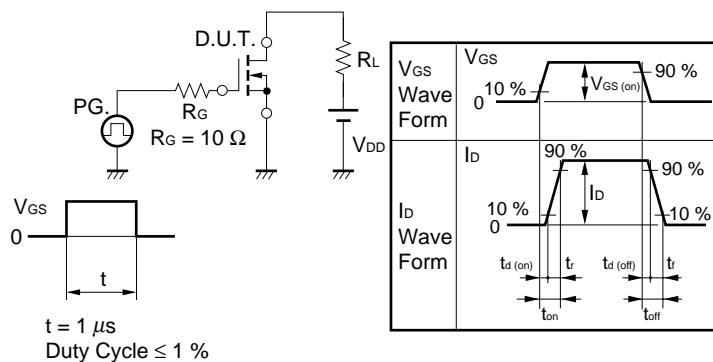 D.U.T.
RL
PG.
RG
RG = 10 Ω
VDD
VGS
0
t
t = 1 μs
Duty Cycle ≤ 1 %
VGS
Wave
Form
VGS
10 %
0
VGS (on)
90 %
ID
Wave
Form
ID
90 %
90 %
ID
10 %
0
10 %
td (on)
tr
td (off)
tf
ton
toff